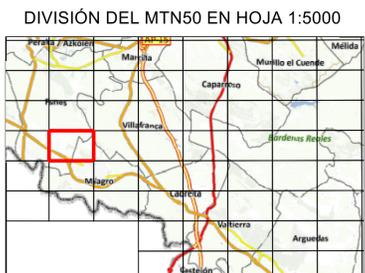 DIVISIÓN DEL MTN50 EN HOJA 1:5000
Peralta / Azkoien
AP-15
Marcilla
Mélida
Murillo el Cuende
Caparroso
Funes
Villafranca
Bardenas Reales
Milagro
Cadreita
Valtierra
Arguedas
Castejón